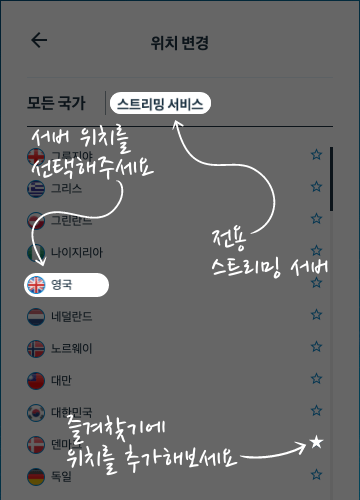 위치 변경
모든 국가
스트리밍 서비스
서버 위치를
선택해주세요
그루지야
그리스
그린란드
나이지리아
전용
스트리밍 서버
영국
네덜란드
노르웨이
대만
대한민국
즐겨찾기에
위치를 추가해보세요
덴마크
독일